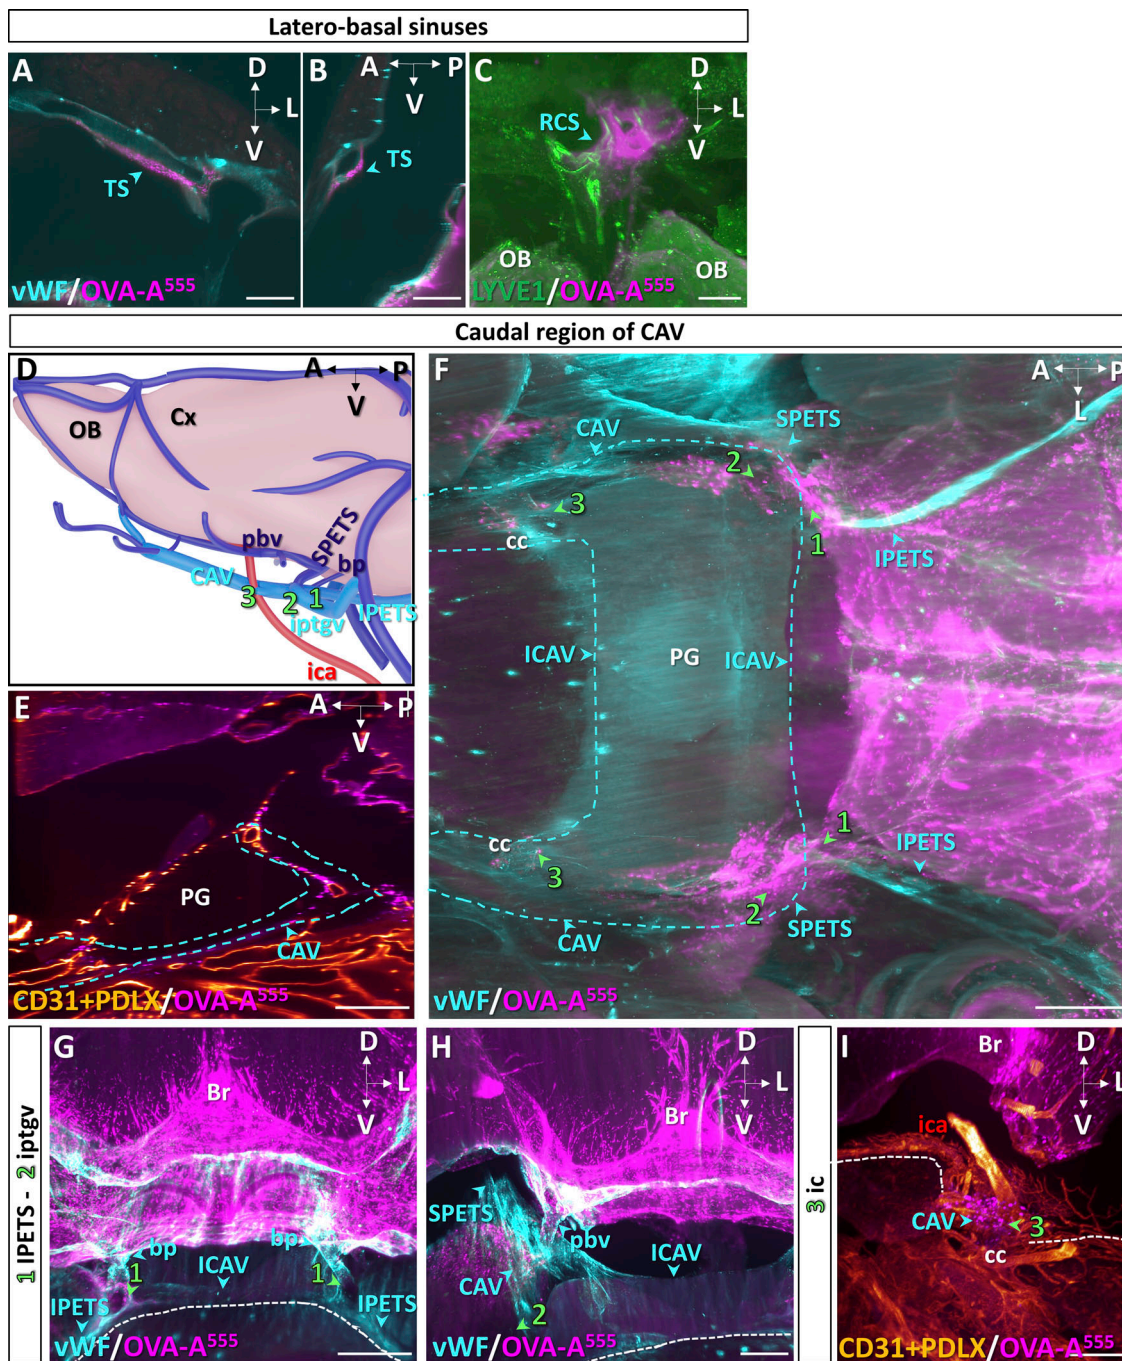 Latero-basal sinuses
A
D
L
V
TS
vWF/OVA-A555
B
A
P
V
TS
C
D
V
RCS
OB
OB
LYVE1/OVA-A555
Caudal region of CAV
D
A
P
V
OB
Cx
pbv
SPETS
bp
CAV
3
2
1
iptgv
IPETS
ica
E
A
P
V
PG
CAV
CD31+PDLX/OVA-A555
F
A
P
L
CAV
SPETS
2
3
cc
1
IPETS
ICAV
PG
ICAV
1
cc
3
IPETS
2
CAV
SPETS
vWF/OVA-A555
1 IPETS - 2 iptgv
G
D
L
V
Br
bp
bp
1
ICAV
1
IPETS
IPETS
vWF/OVA-A555
H
D
L
V
Br
SPETS
pbv
CAV
ICAV
2
vWF/OVA-A555
3 ic
I
Br
D
L
V
ica
CAV
3
cc
CD31+PDLX/OVA-A555